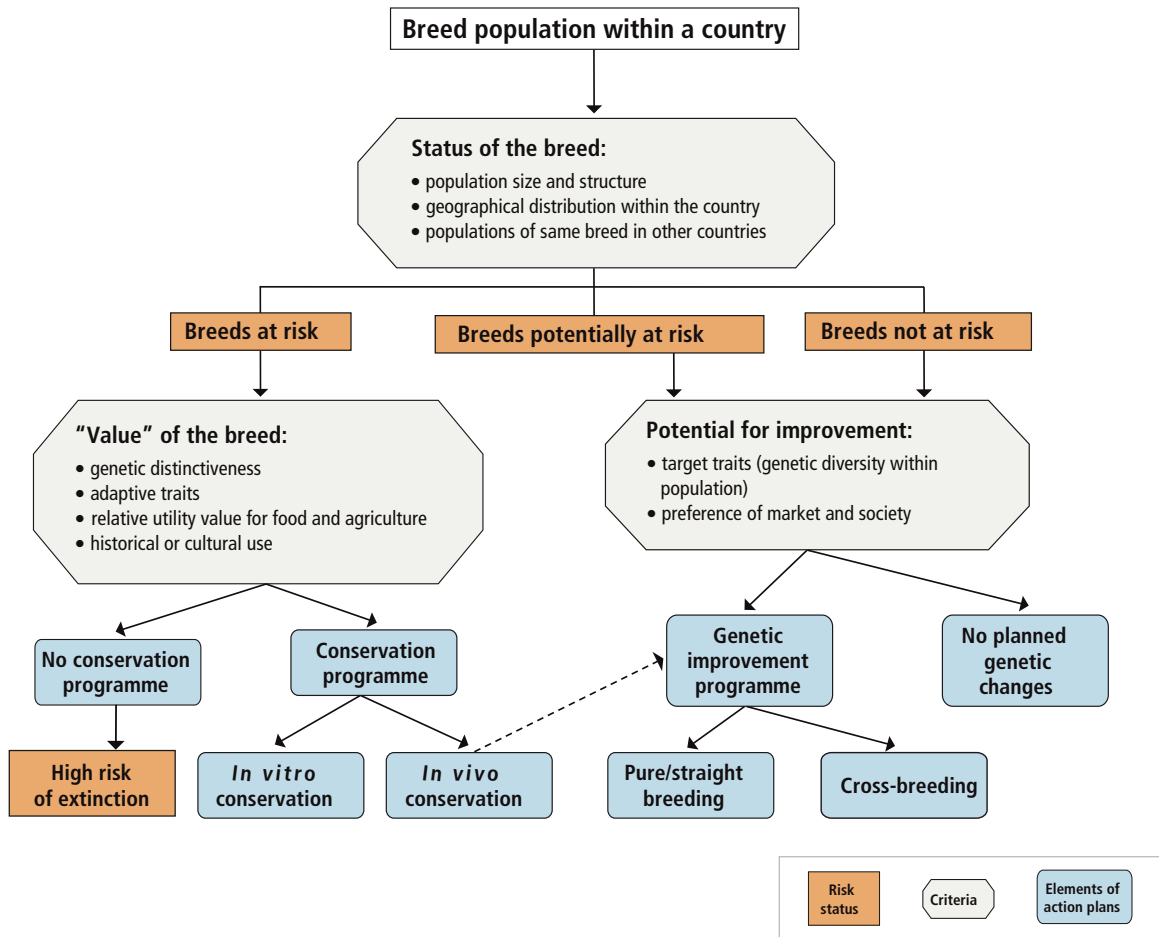 Breed population within a country
Status of the breed:
• population size and structure
• geographical distribution within the country
• populations of same breed in other countries
Breeds at risk
Breeds potentially at risk
Breeds not at risk
“Value” of the breed:
• genetic distinctiveness
• adaptive traits
• relative utility value for food and agriculture
• historical or cultural use
Potential for improvement:
• target traits (genetic diversity within
population)
• preference of market and society
No conservation
programme
Conservation
programme
Genetic
improvement
programme
No planned
genetic
changes
High risk
of extinction
In vitro
conservation
In vivo
conservation
Pure/straight
breeding
Cross-breeding
Risk
status
Criteria
Elements of
action plans